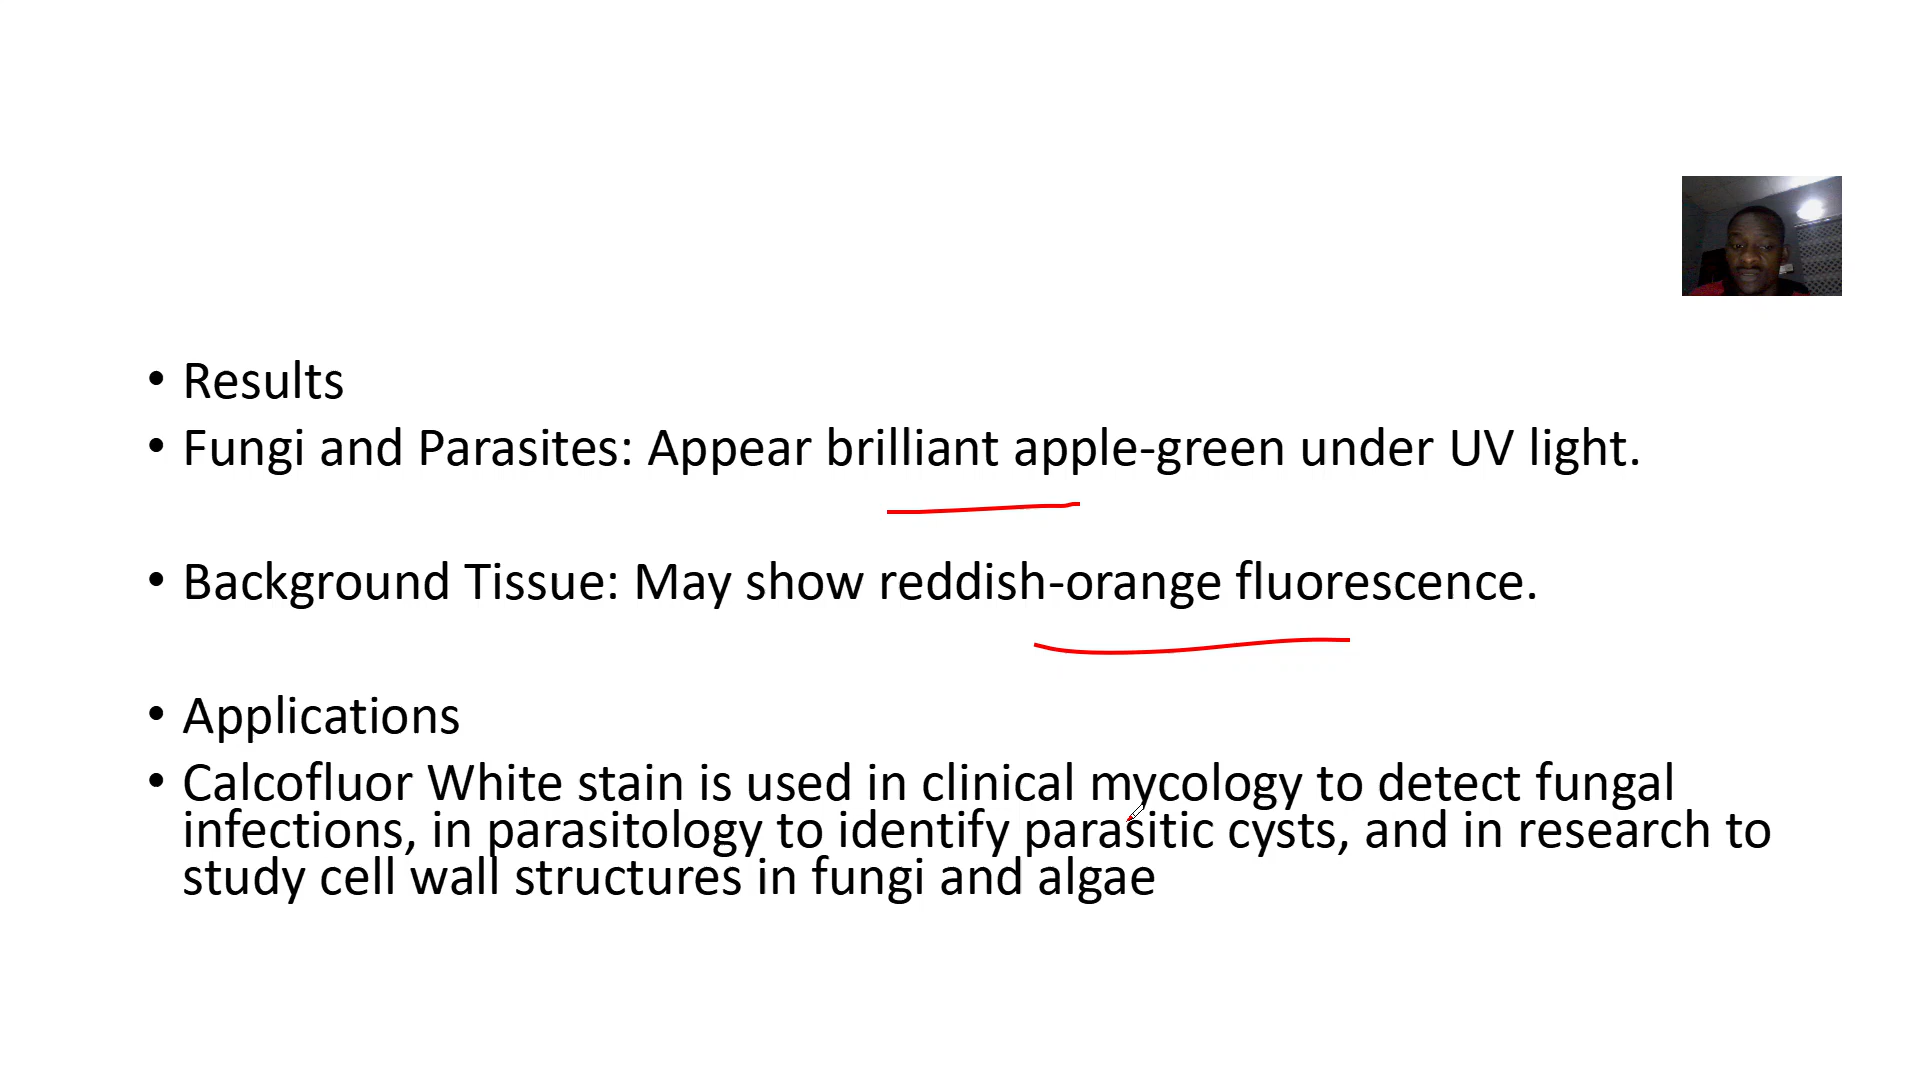 • Results
• Fungi and Parasites: Appear brilliant apple-green under UV light.
• Background Tissue: May show reddish-orange fluorescence.
• Applications
• Calcofluor White stain is used in clinical mycology to detect fungal
infections, in parasitology to identify parasitic cysts, and in research to
study cell wall structures in fungi and algae